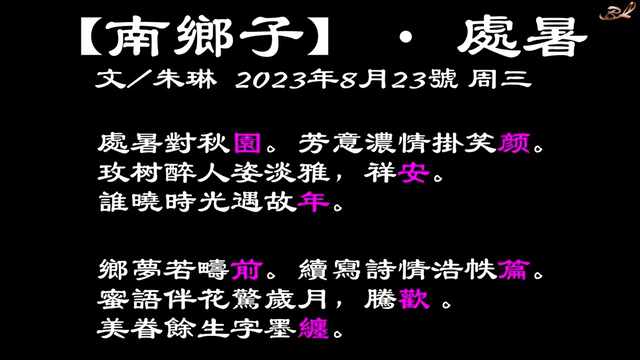 【南鄉子】·處暑
文／朱琳 2023年8月23號 周三
處暑對秋園。芳意濃情掛笑颜。
玫树醉人姿淡雅，祥安。
誰曉時光遇故年。
鄉夢若疇前。續寫詩情浩帙篇。
蜜語伴花驚歲月，騰歡。
美眷餘生字墨纏。